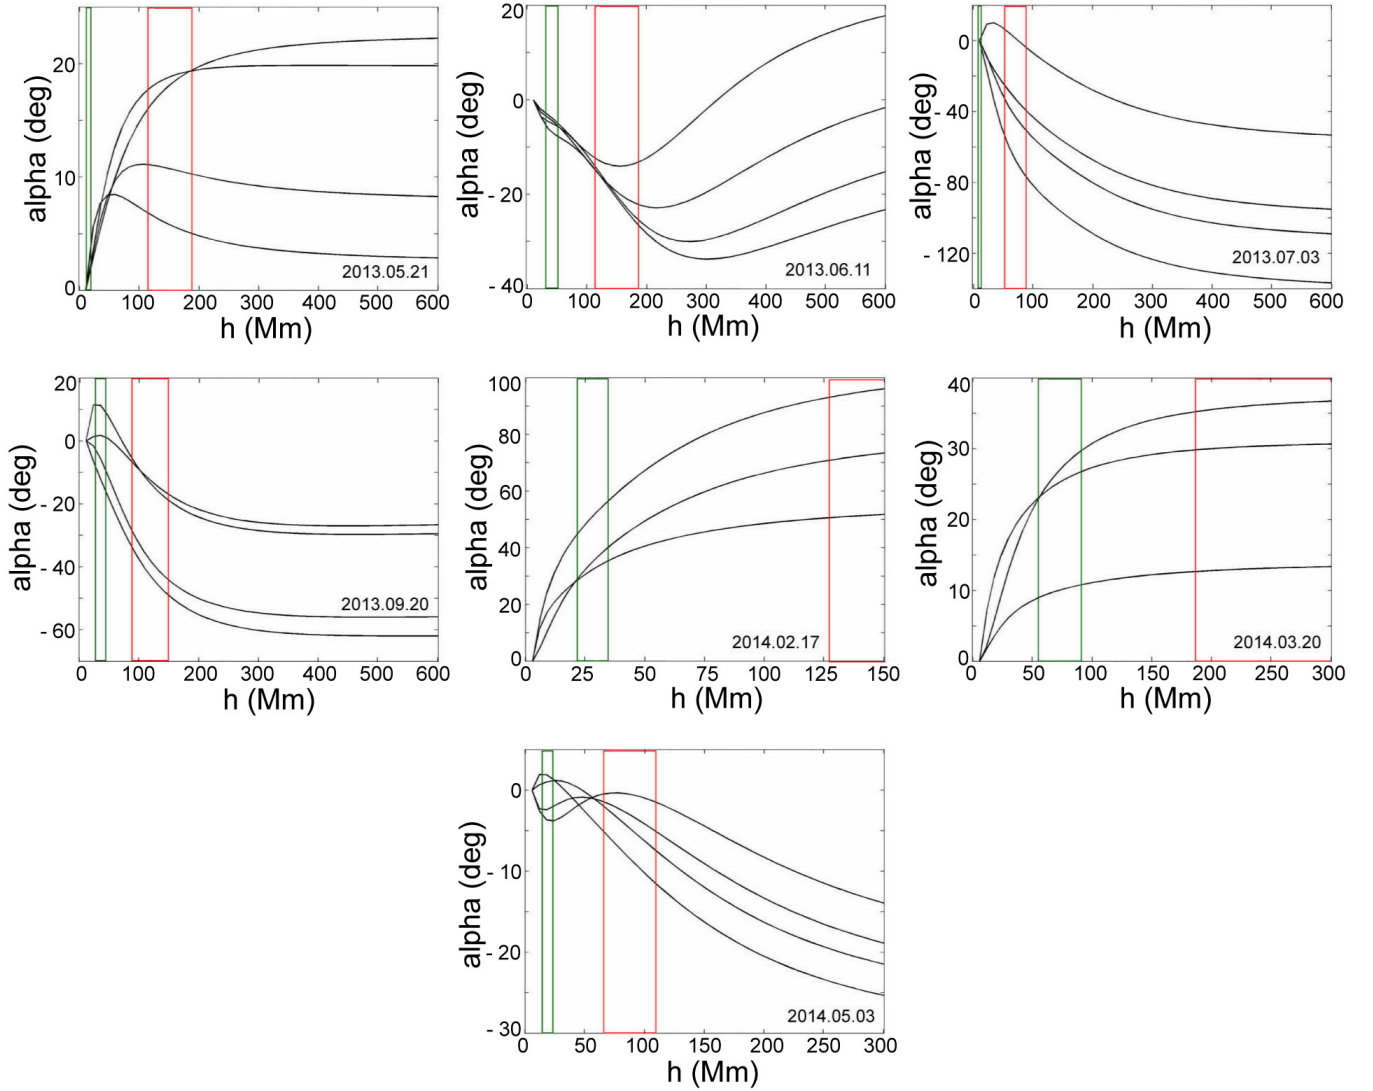 alpha (deg)
20
10
0
0 100 200 300 400 500 600
h (Mm)
2013.05.21
alpha (deg)
20
0
- 20
- 40
0 100 200 300 400 500 600
h (Mm)
2013.06.11
alpha (deg)
0
- 40
- 80
- 120
0 100 200 300 400 500 600
h (Mm)
2013.07.03
alpha (deg)
20
0
- 20
- 40
- 60
0 100 200 300 400 500 600
h (Mm)
2013.09.20
alpha (deg)
100
80
60
40
20
0
0 25 50 75 100 125 150
h (Mm)
2014.02.17
alpha (deg)
40
30
20
10
0
0 50 100 150 200 250 300
h (Mm)
2014.03.20
alpha (deg)
0
- 10
- 20
- 30
0 50 100 150 200 250 300
h (Mm)
2014.05.03